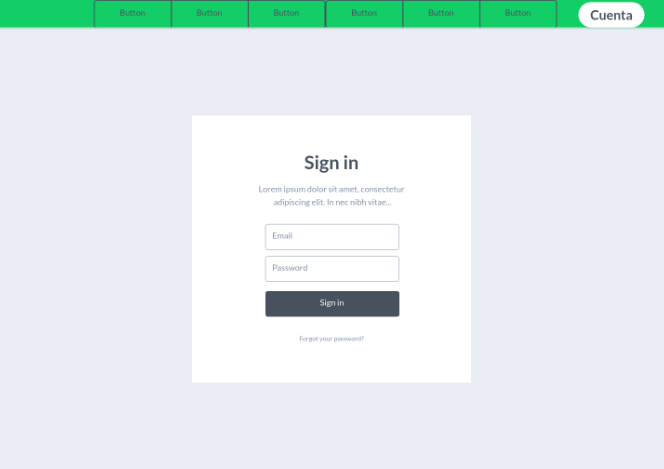 Button Button Button Button Button Button Cuenta
Sign in
Lorem ipsum dolor sit amet, consectetur
adipiscing elit. In nec nibh vitae...
Email
Password
Sign in
Forgot your password?